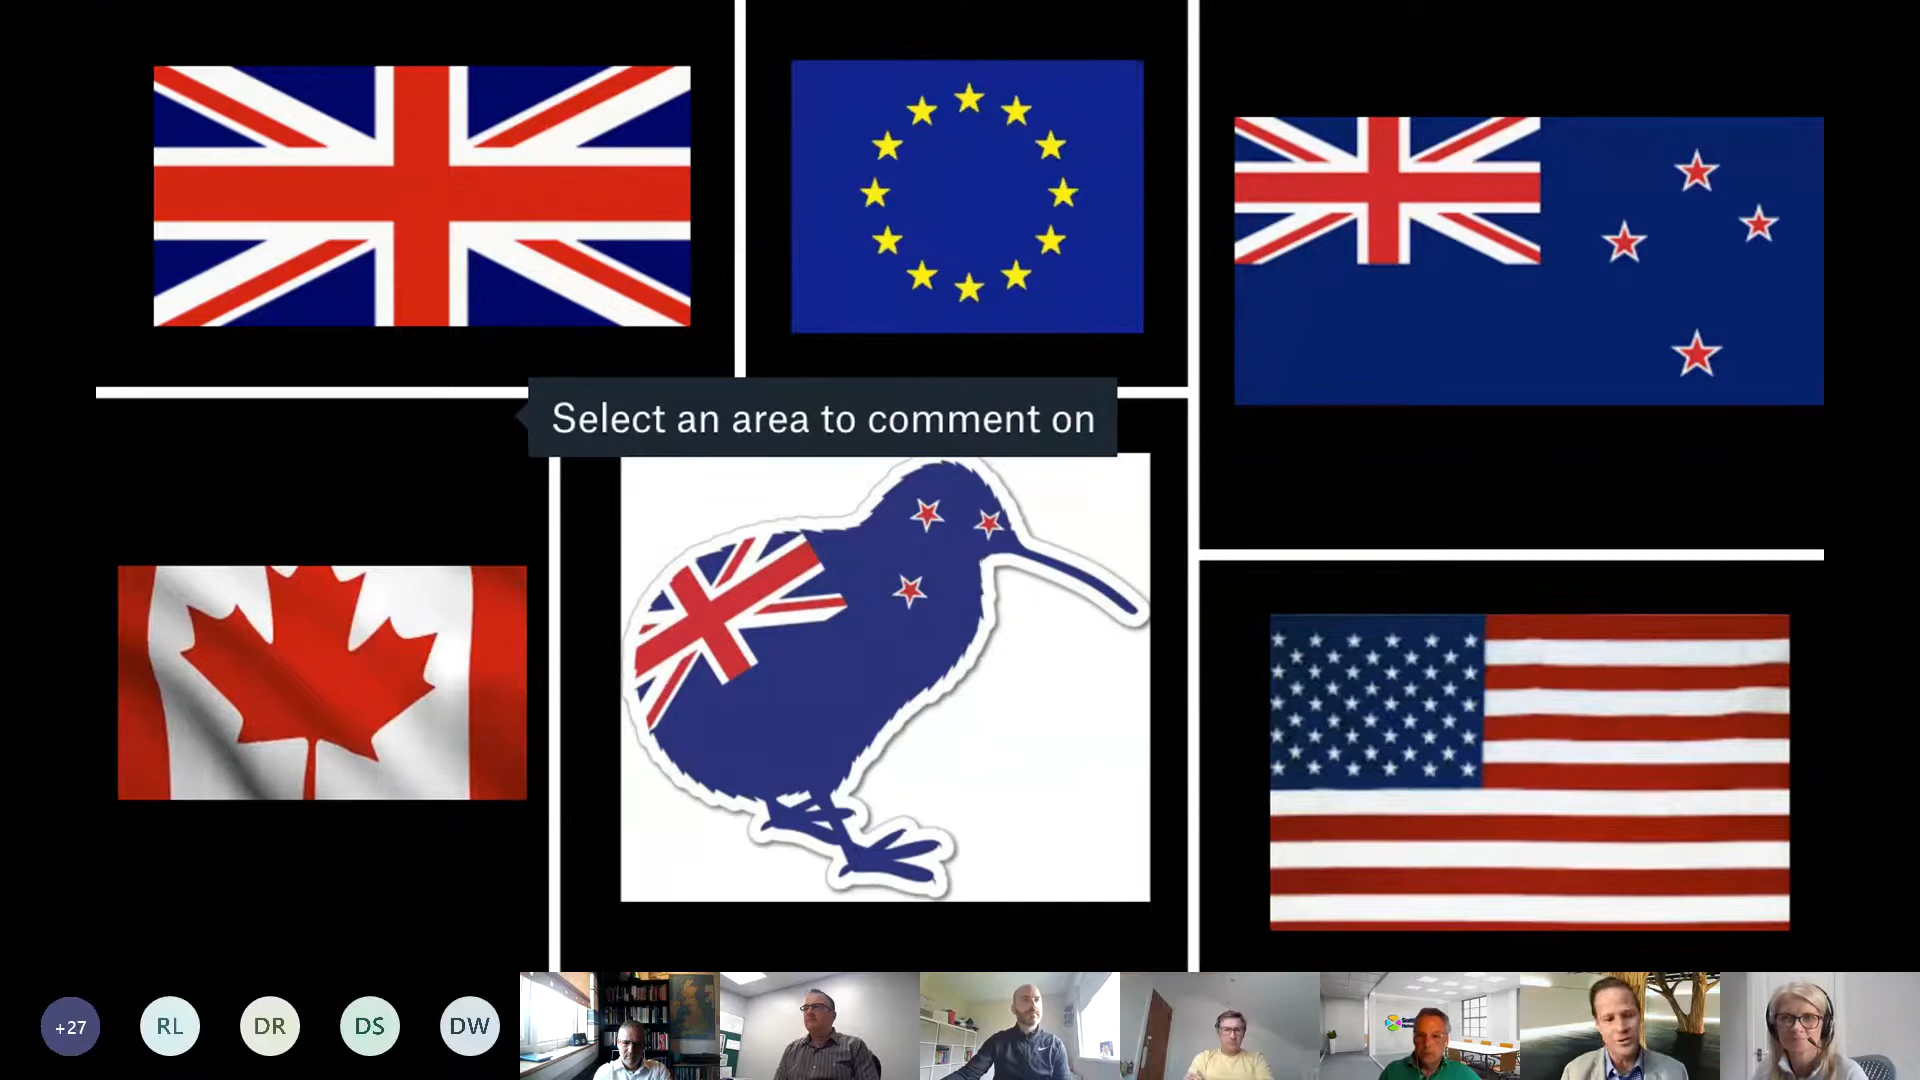 Select an area to comment on
+27
RL
DR
DS
DW